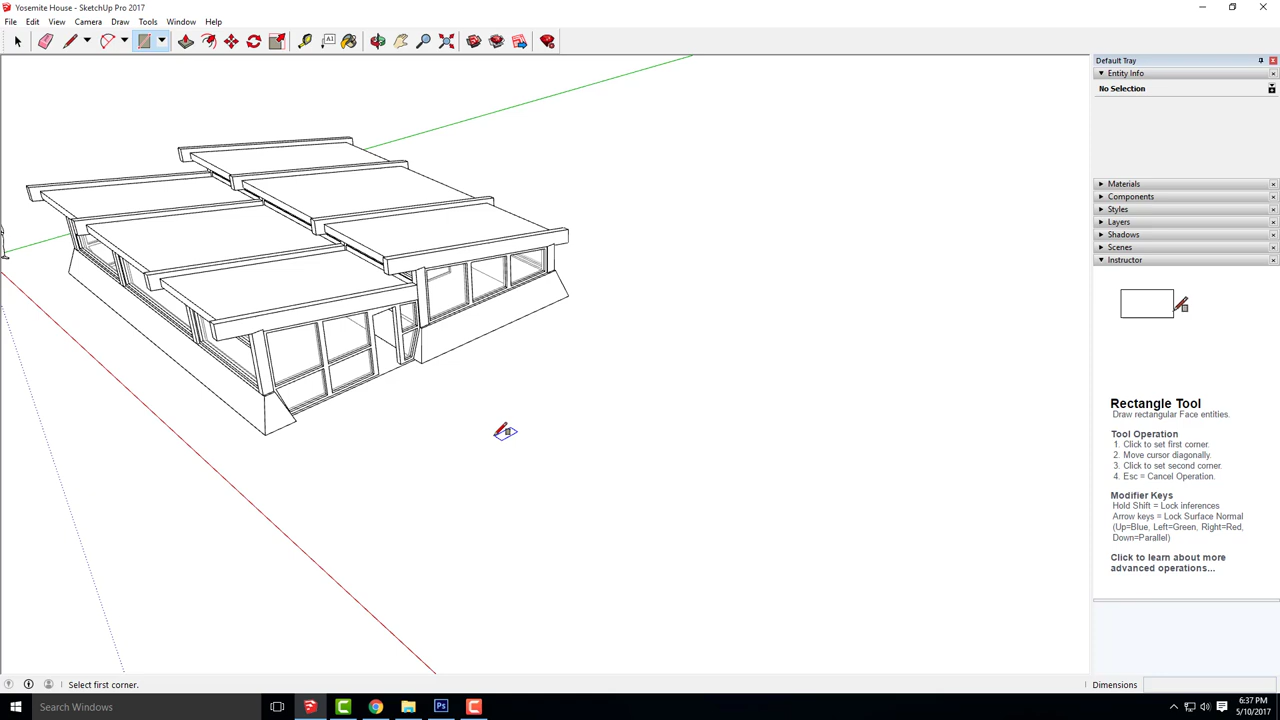 Yosemite House - SketchUp Pro 2017
File Edit View Camera Draw Tools Window Help
A1
Default Tray
Entity Info
No Selection
Materials
Components
Styles
Layers
Shadows
Scenes
Instructor
Rectangle Tool
Draw rectangular Face entities.
Tool Operation
1. Click to set first corner.
2. Move cursor diagonally.
3. Click to set second corner.
4. Esc = Cancel Operation.
Modifier Keys
Hold Shift = Lock inferences
Arrow keys = Lock Surface Normal
(Up=Blue, Left=Green, Right=Red,
Down=Parallel)
Click to learn about more
advanced operations...
Select first corner.
Dimensions
Search Windows
C
Ps
C
6:37 PM
5/10/2017